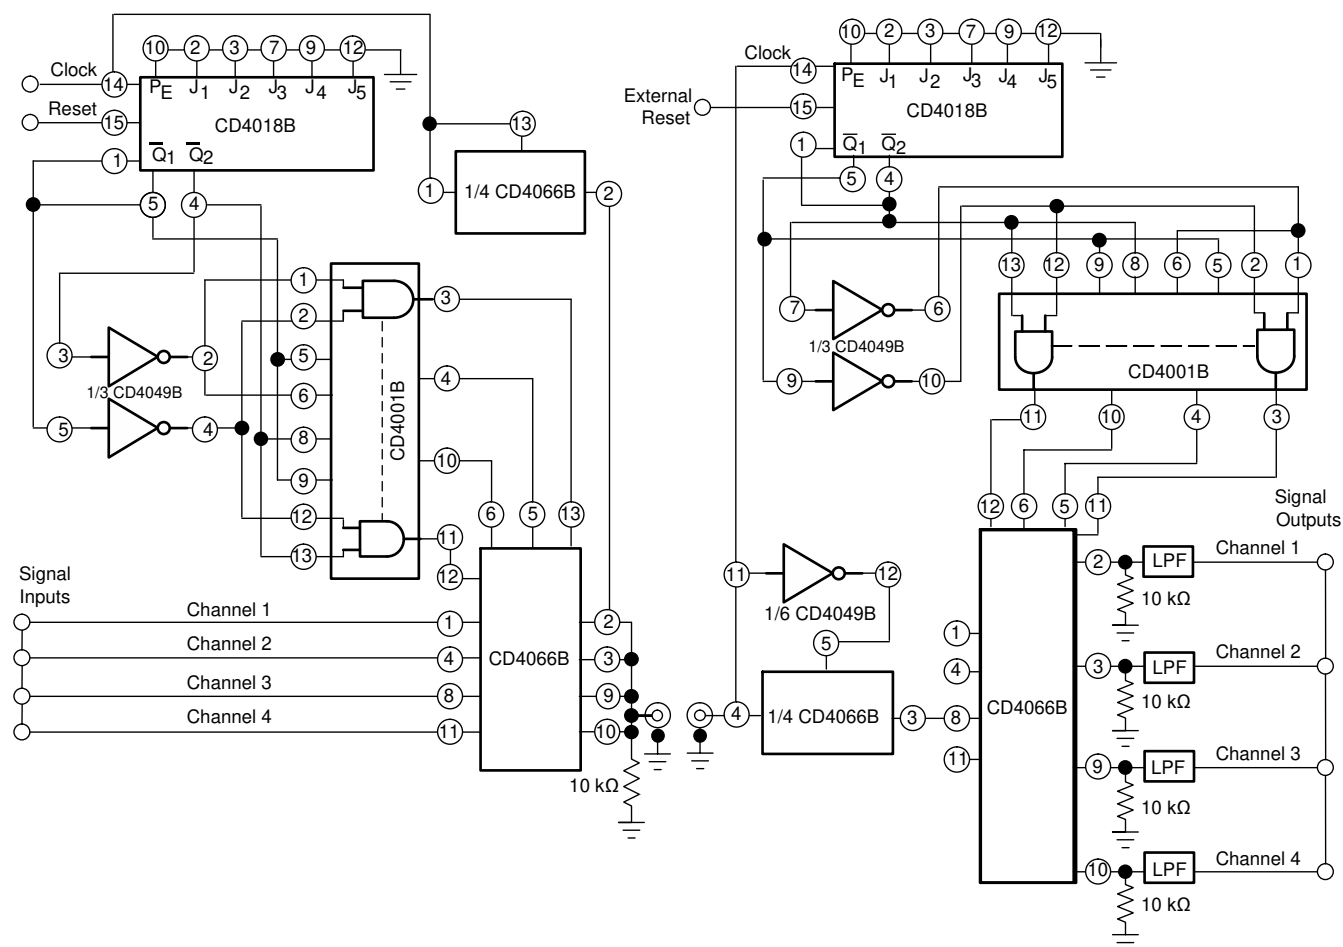 Clock
14
10 2 3 7 9 12
PE J1 J2 J3 J4 J5
Reset
15
CD4018B
1
Q1 Q2
5 4
13
1 1/4 CD4066B 2
3 2
1/3 CD4049B
5 4
1
2
5
6
8
9
12
13
CD4001B
3
4
10
11
12
6 5 13
Signal
Inputs
Channel 1
1
2
Channel 2
4
CD4066B
3
Channel 3
8
9
Channel 4
11
10
10 kΩ
Clock
14
10 2 3 7 9 12
PE J1 J2 J3 J4 J5
External
Reset
15
CD4018B
1
Q1 Q2
5 4
7 6
1/3 CD4049B
9 10
13 12 9 8 6 5 2 1
CD4001B
11 10 4 3
12 6 5 11
Signal
Outputs
11 12
1/6 CD4049B
5
4 1/4 CD4066B 3
1
4
8
11
CD4066B
2 LPF Channel 1
10 kΩ
3 LPF Channel 2
10 kΩ
9 LPF Channel 3
10 kΩ
10 LPF Channel 4
10 kΩ